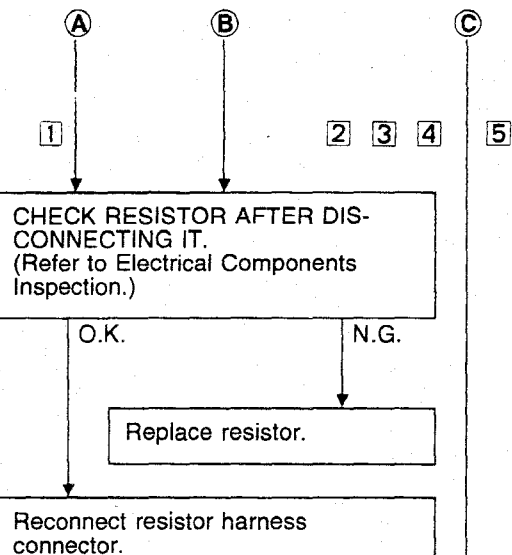 A B C
1 2 3 4 5
CHECK RESISTOR AFTER DIS-
CONNECTING IT.
(Refer to Electrical Components
Inspection.)
O.K. N.G.
Replace resistor.
Reconnect resistor harness
connector.